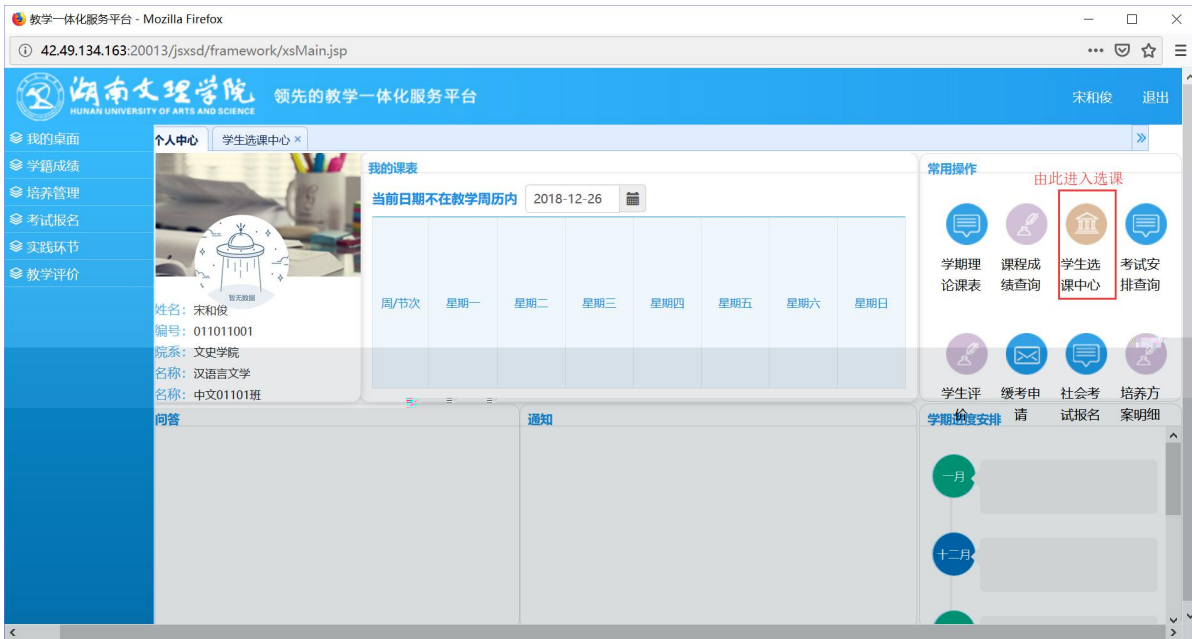 教学一体化服务平台 - Mozilla Firefox
42.49.134.163:20013/jsxsd/framework/xsMain.jsp
湖南文理学院
HUNAN UNIVERSITY OF ARTS AND SCIENCE
领先的教学一体化服务平台
宋和俊 退出
我的桌面
学籍成绩
培养管理
考试报名
实践环节
教学评价
个人中心 学生选课中心 ×
暂无数据
姓名：宋和俊
编号：011011001
院系：文史学院
名称：汉语言文学
名称：中文01101班
我的课表
当前日期不在教学周历内 2018-12-26
周/节次 星期一 星期二 星期三 星期四 星期五 星期六 星期日
常用操作
由此进入选课
学期理论课表
课程成绩查询
学生选课中心
考试安排查询
学生评价
缓考申请
社会考试报名
培养方案明细
问答
通知
学期进度安排
一月
十二月